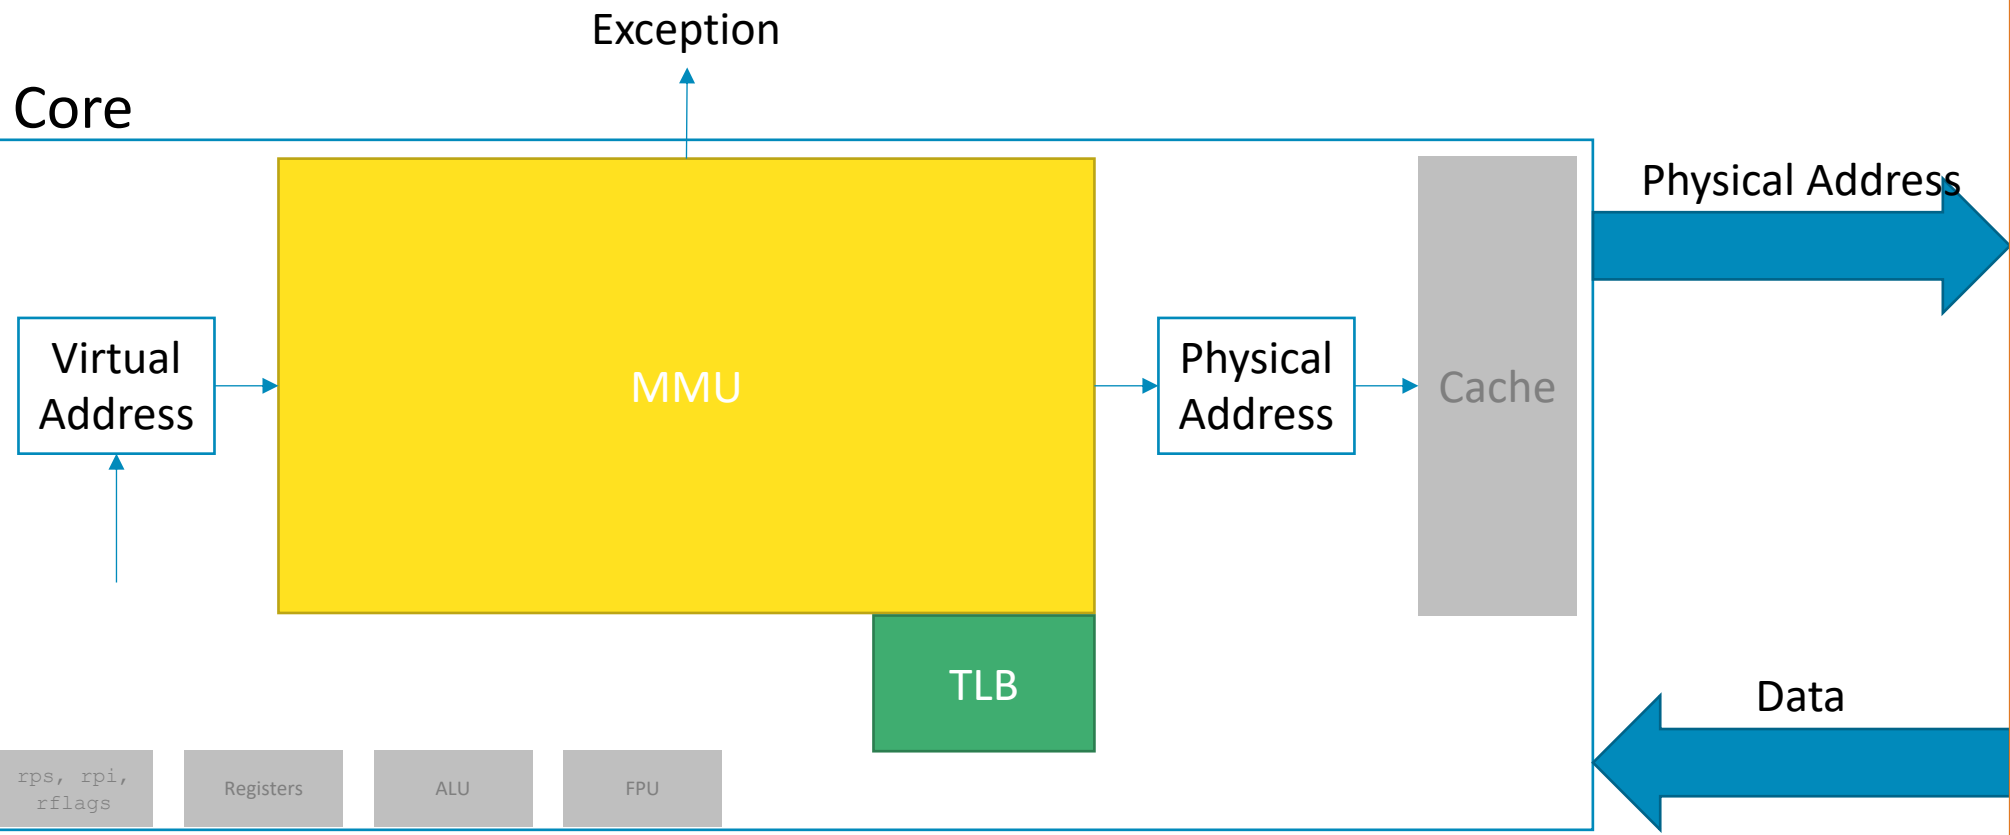 Exception
Core
Physical Address
Virtual
Address
MMU
Physical
Address
Cache
TLB
Data
rps, rpi,
rflags
Registers
ALU
FPU